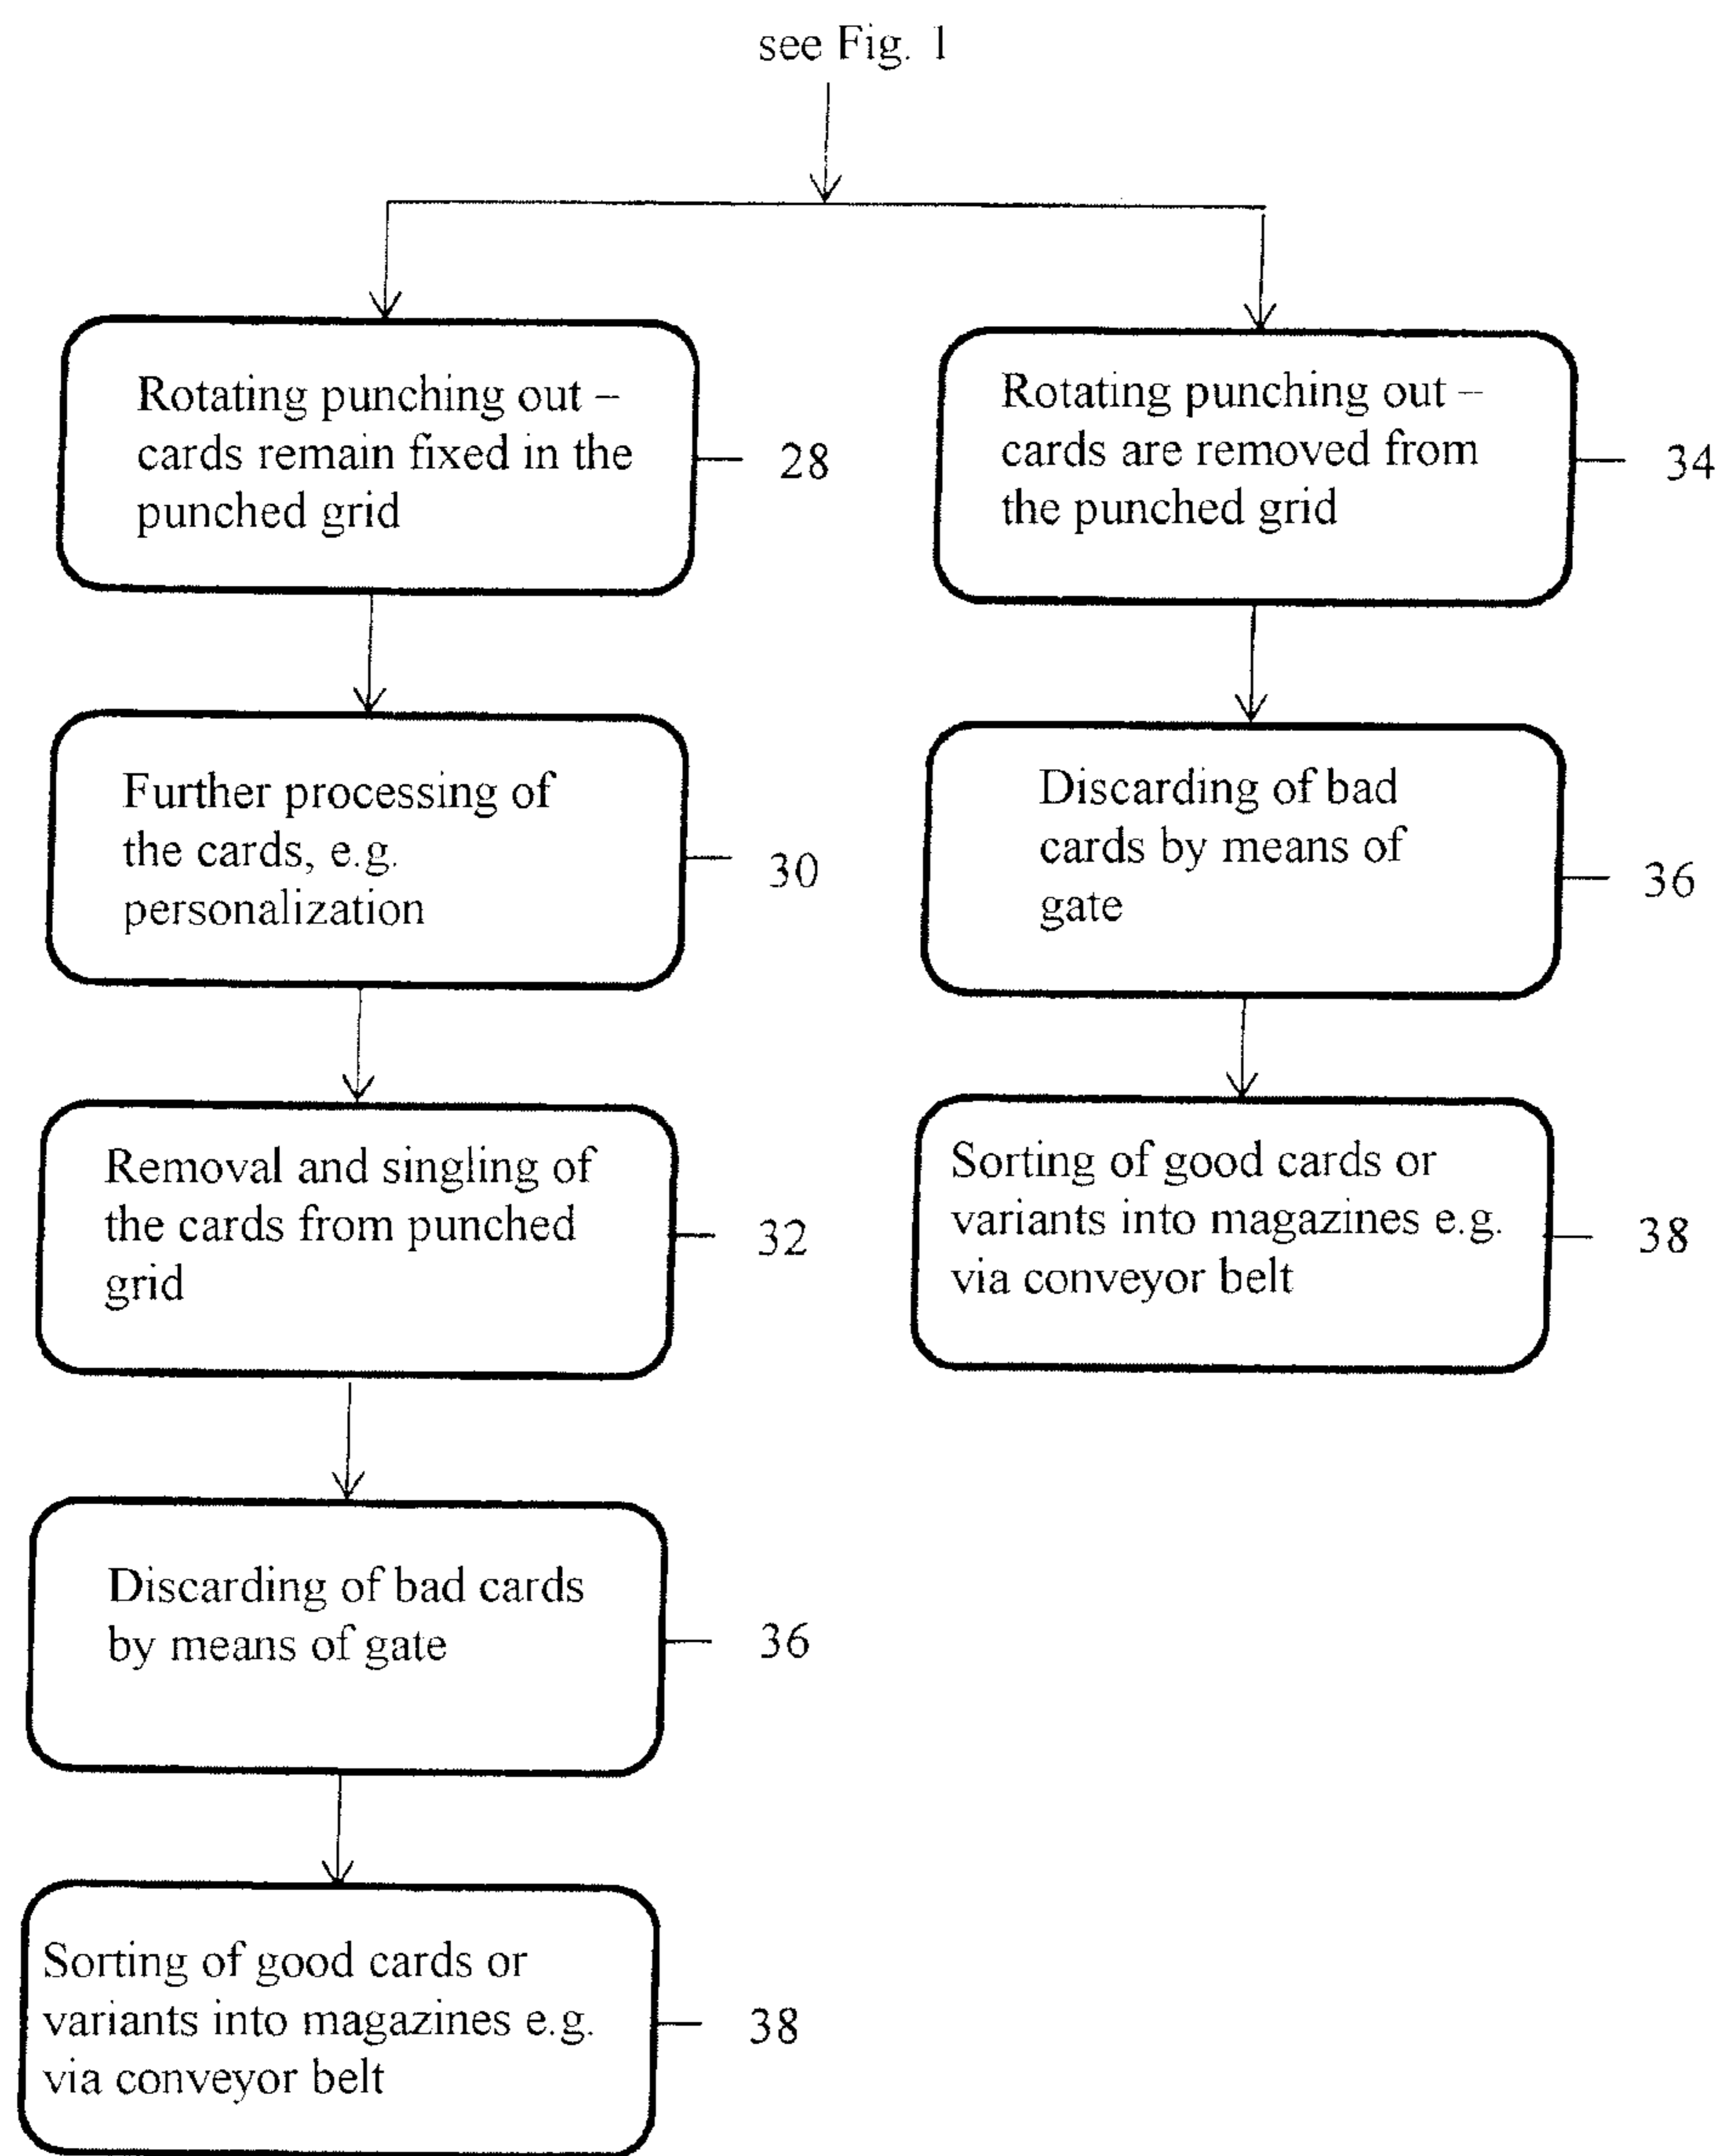 see Fig. 1
Rotating punching out –
cards remain fixed in the
punched grid
28
Further processing of
the cards, e.g.
personalization
30
Removal and singling of
the cards from punched
grid
32
Discarding of bad cards
by means of gate
36
Sorting of good cards or
variants into magazines e.g.
via conveyor belt
38
Rotating punching out –
cards are removed from
the punched grid
34
Discarding of bad
cards by means of
gate
36
Sorting of good cards or
variants into magazines e.g.
via conveyor belt
38